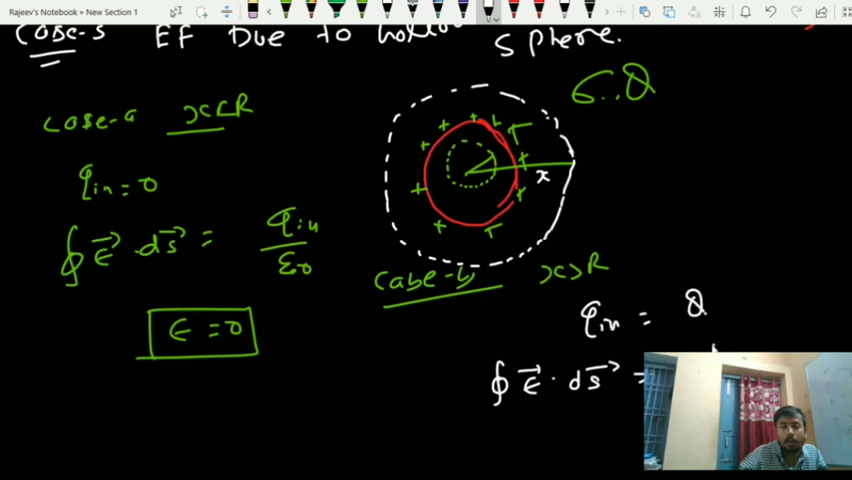 Rajeev's Notebook » New Section 1
Case-3 EF Due to hollow Sphere.
Case-a x<R
q_in = 0
∮ E⃗ . ds⃗ = q_in / ε₀
E = 0
+ + + + + + + + +
x
σ..Q
Case-b x>R
q_in = Q
∮ E⃗ . ds⃗ =